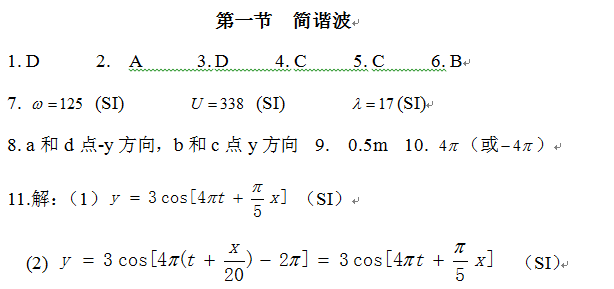 第一节 简谐波
1. D 2. A 3. D 4. C 5. C 6. B
7. ω=125 (SI) U=338 (SI) λ=17 (SI)
8. a 和 d 点-y 方向，b 和 c 点 y 方向 9. 0.5m 10. 4π（或-4π）
11.解：（1）y = 3 cos[4πt + π/5 x]（SI）
(2) y = 3 cos[4π(t + x/20) − 2π] = 3 cos[4πt + π/5 x] （SI）